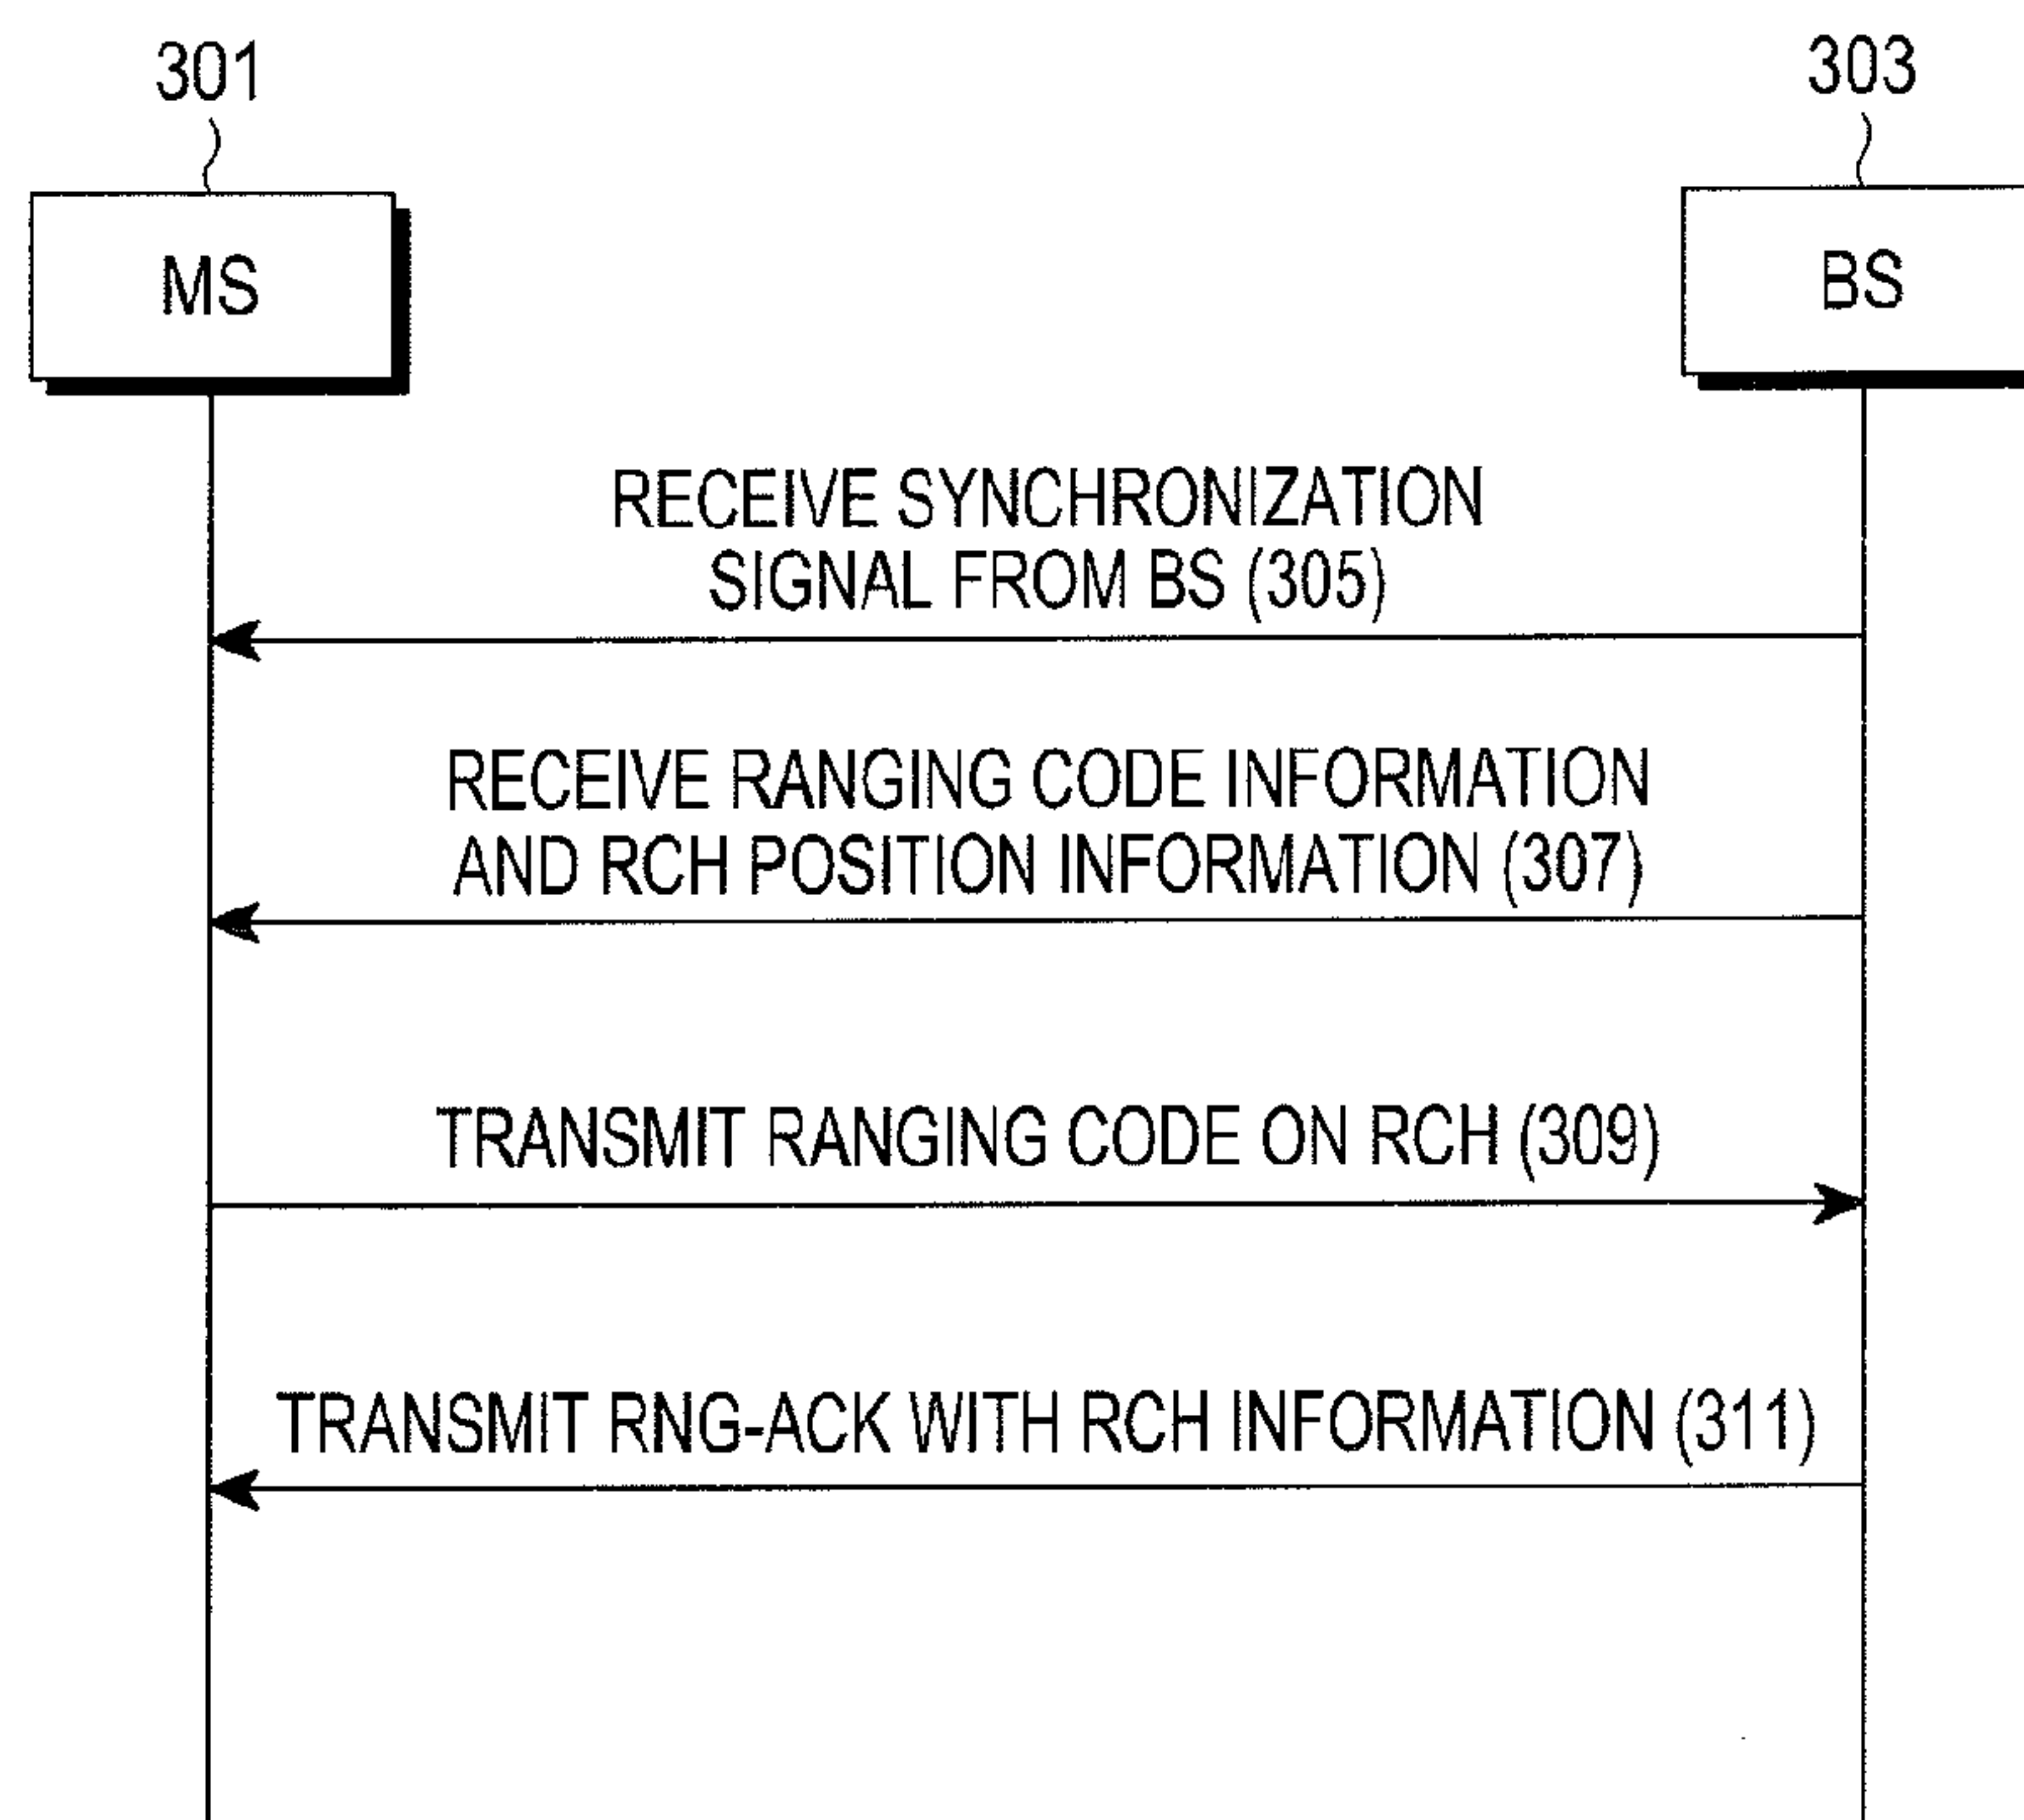 301
303
MS
BS
RECEIVE SYNCHRONIZATION
SIGNAL FROM BS (305)
RECEIVE RANGING CODE INFORMATION
AND RCH POSITION INFORMATION (307)
TRANSMIT RANGING CODE ON RCH (309)
TRANSMIT RNG-ACK WITH RCH INFORMATION (311)